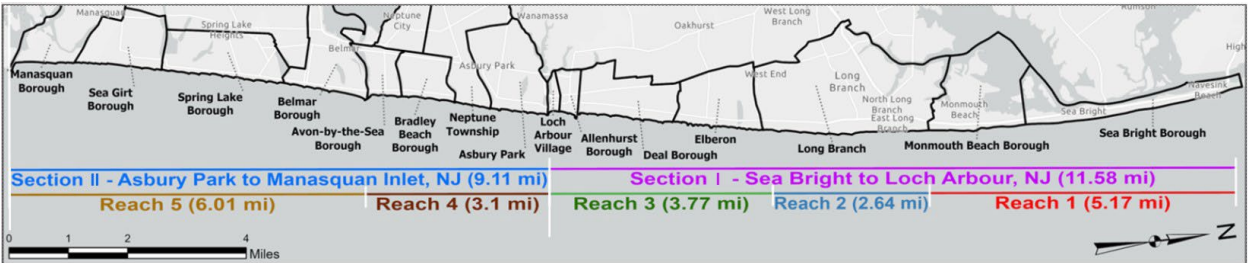 Manasquan
Spring Lake
Heights
Belmar
Neptune
City
Wanamassa
Asbury Park
Oakhurst
West Long
Branch
West End
Long
Branch
North Long
Branch
East Long
Branch
Monmouth
Beach
Rumson
Sea Bright
Navesink
Beach
High
Manasquan
Borough
Sea Girt
Borough
Spring Lake
Borough
Belmar
Borough
Avon-by-the-Sea
Borough
Bradley
Beach
Borough
Neptune
Township
Asbury Park
Loch
Arbour
Village
Allenhurst
Borough
Deal Borough
Elberon
Long Branch
Monmouth Beach Borough
Sea Bright Borough
Section II - Asbury Park to Manasquan Inlet, NJ (9.11 mi)
Section I - Sea Bright to Loch Arbour, NJ (11.58 mi)
Reach 5 (6.01 mi)
Reach 4 (3.1 mi)
Reach 3 (3.77 mi)
Reach 2 (2.64 mi)
Reach 1 (5.17 mi)
0 1 2 4
Miles
N